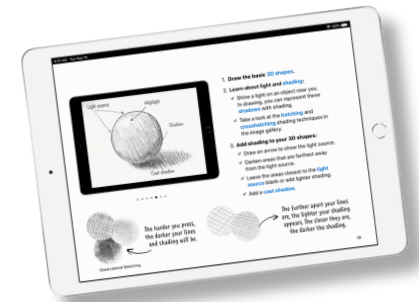 Light source
Highlight
Shadow
Cast shadow
1. Draw the basic 3D shapes.
2. Learn about light and shading:
✓ Shine a light on an object near you.
In drawing, you can represent these
shadows with shading.
✓ Take a look at the hatching and
crosshatching shading techniques in
the image gallery.
3. Add shading to your 3D shapes:
✓ Draw an arrow to show the light source.
✓ Darken areas that are farthest away
from the light source.
✓ Leave the areas closest to the light
source blank or add lighter shading.
✓ Add a cast shadow.
The harder you press,
the darker your lines
and shading will be.
The further apart your lines
are, the lighter your shading
appears. The closer they are,
the darker the shading.
Observational Sketching